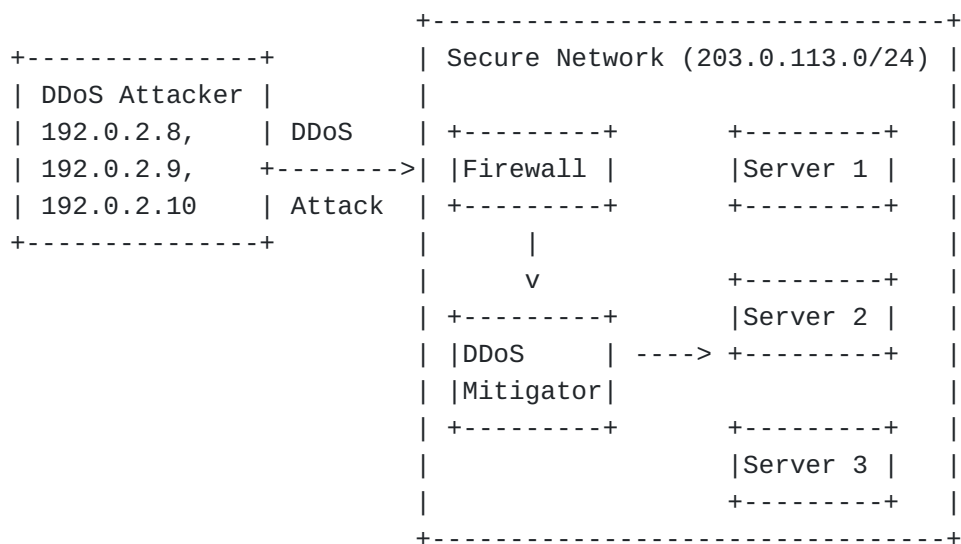 Secure Network (203.0.113.0/24)
DDoS Attacker
192.0.2.8, DDoS
192.0.2.9, Firewall Server 1
192.0.2.10 Attack
Server 2
DDoS
Mitigator
Server 3